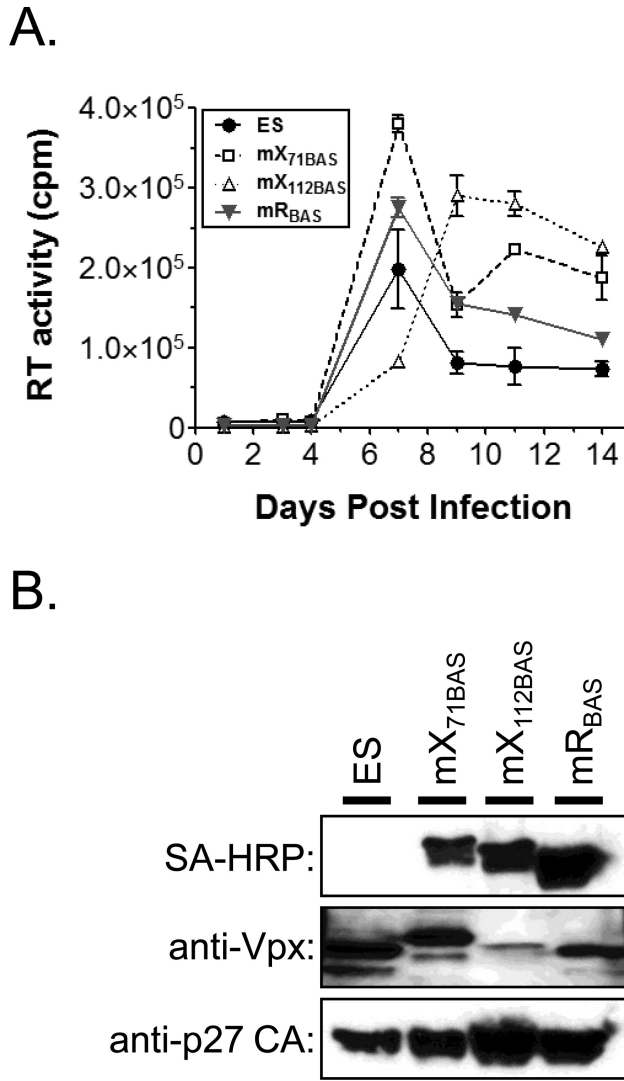 A.
RT activity (cpm)
4.0×10⁵
3.0×10⁵
2.0×10⁵
1.0×10⁵
0
ES
mX₇₁BAS
mX₁₁₂BAS
mRBAS
0 2 4 6 8 10 12 14
Days Post Infection
B.
ES
mX₇₁BAS
mX₁₁₂BAS
mRBAS
SA-HRP:
anti-Vpx:
anti-p27 CA: